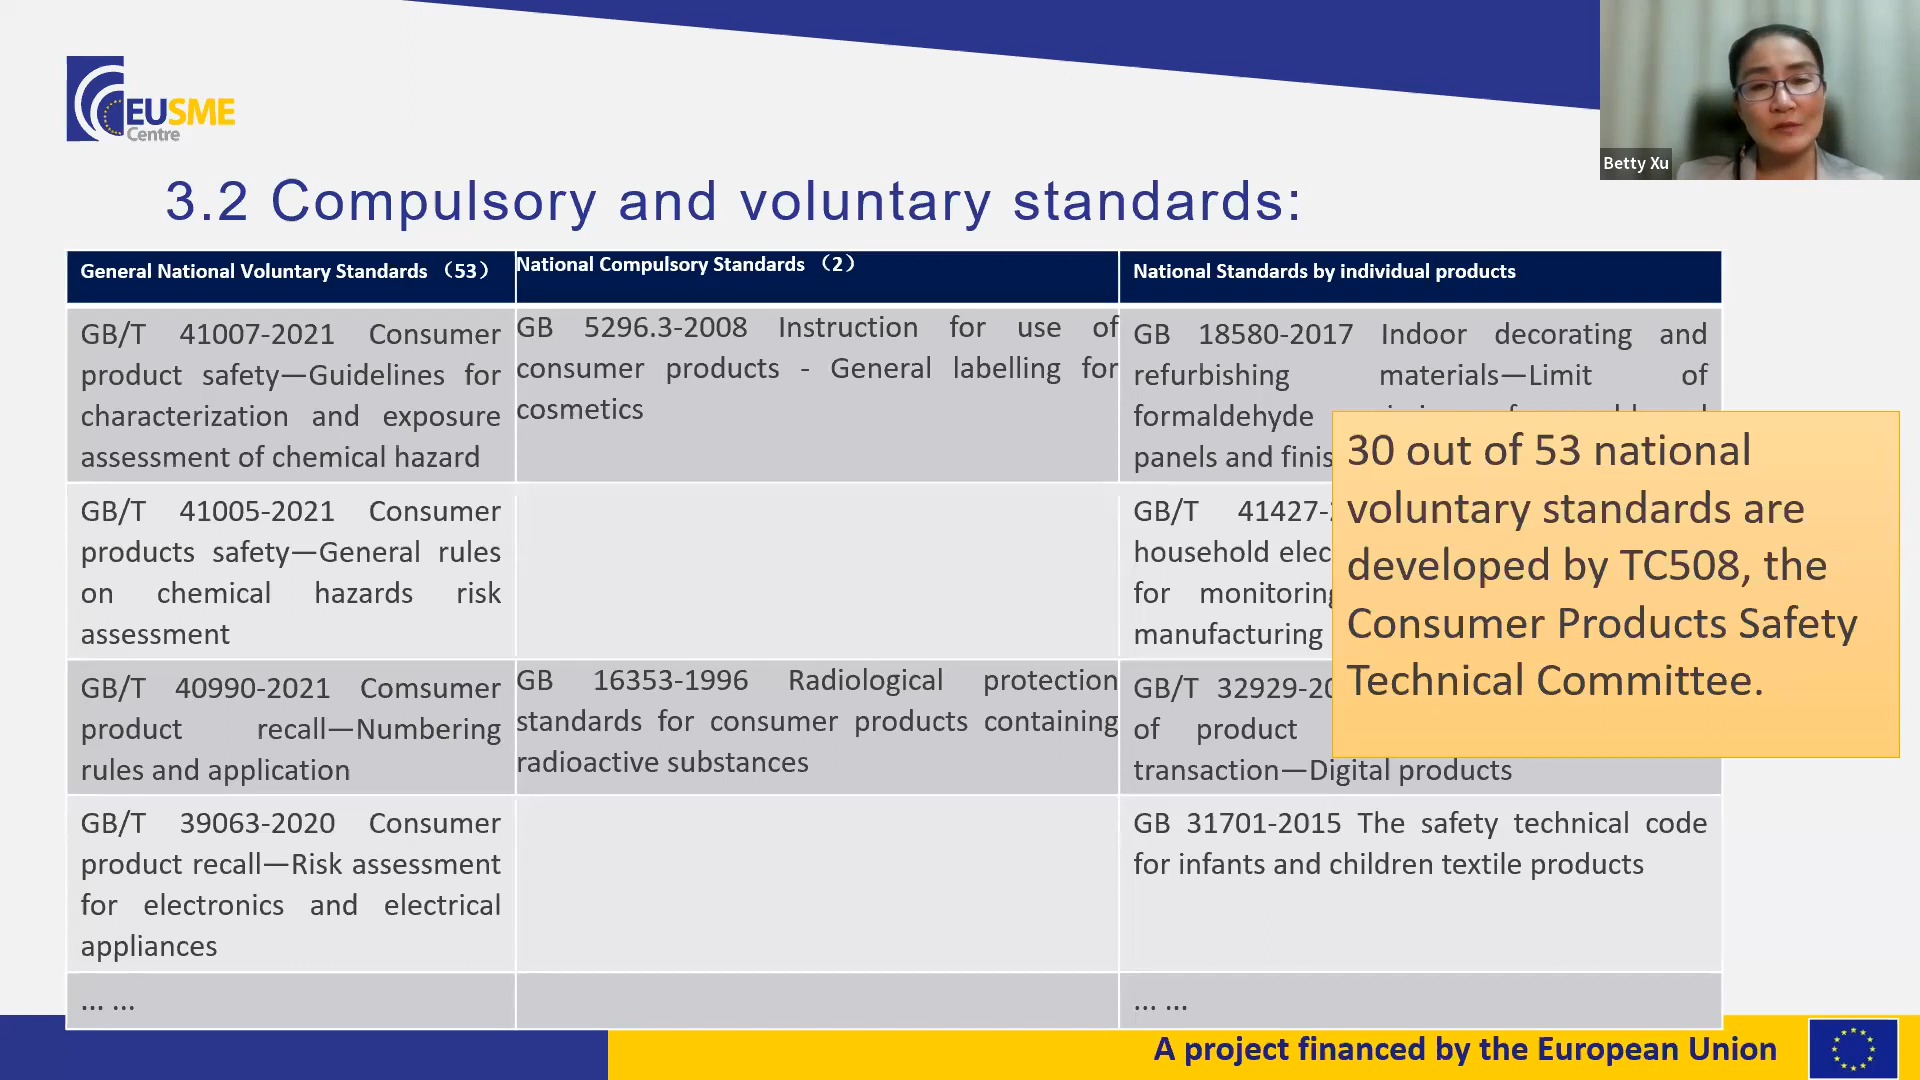 EUSME
Centre
Betty Xu
3.2 Compulsory and voluntary standards:
General National Voluntary Standards （53）
National Compulsory Standards （2）
National Standards by individual products
GB/T 41007-2021 Consumer
product safety—Guidelines for
characterization and exposure
assessment of chemical hazard
GB 5296.3-2008 Instruction for use of
consumer products - General labelling for
cosmetics
GB 18580-2017 Indoor decorating and
refurbishing materials—Limit of
formaldehyde
panels and
GB/T 41005-2021 Consumer
products safety—General rules
on chemical hazards risk
assessment
GB/T
household
for
manufacturing
GB/T 40990-2021 Comsumer
product recall—Numbering
rules and application
GB 16353-1996 Radiological protection
standards for consumer products containing
radioactive substances
GB/T
of product
transaction—Digital products
GB/T 39063-2020 Consumer
product recall—Risk assessment
for electronics and electrical
appliances
GB 31701-2015 The safety technical code
for infants and children textile products
... ...
... ...
30 out of 53 national
voluntary standards are
developed by TC508, the
Consumer Products Safety
Technical Committee.
A project financed by the European Union